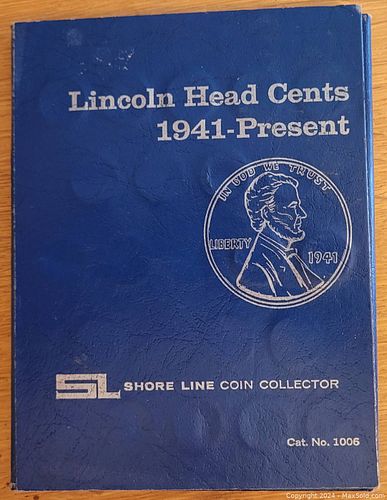 Lincoln Head Cents
1941-Present
IN GOD WE TRUST
LIBERTY
1941
SL SHORE LINE COIN COLLECTOR
Cat. No. 1006
Copyright 2024 - MaxSold.com